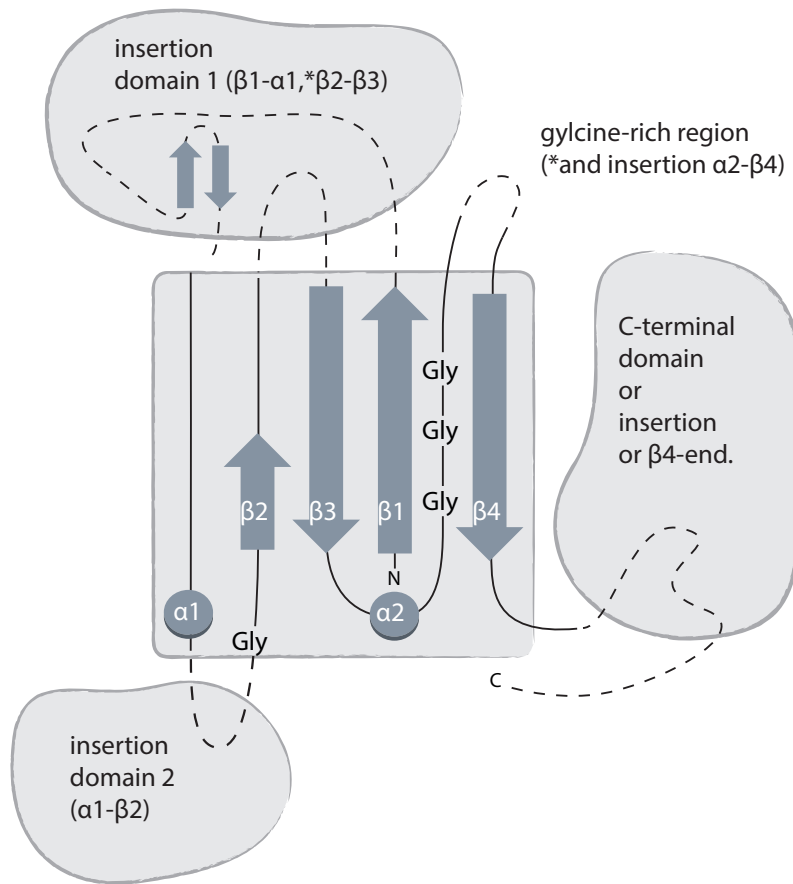 insertion
domain 1 (β1-α1,*β2-β3)
gylcine-rich region
(*and insertion α2-β4)
C-terminal
domain
or
insertion
or β4-end.
Gly
Gly
Gly
β2
β3
β1
β4
N
α1
α2
Gly
C
insertion
domain 2
(α1-β2)